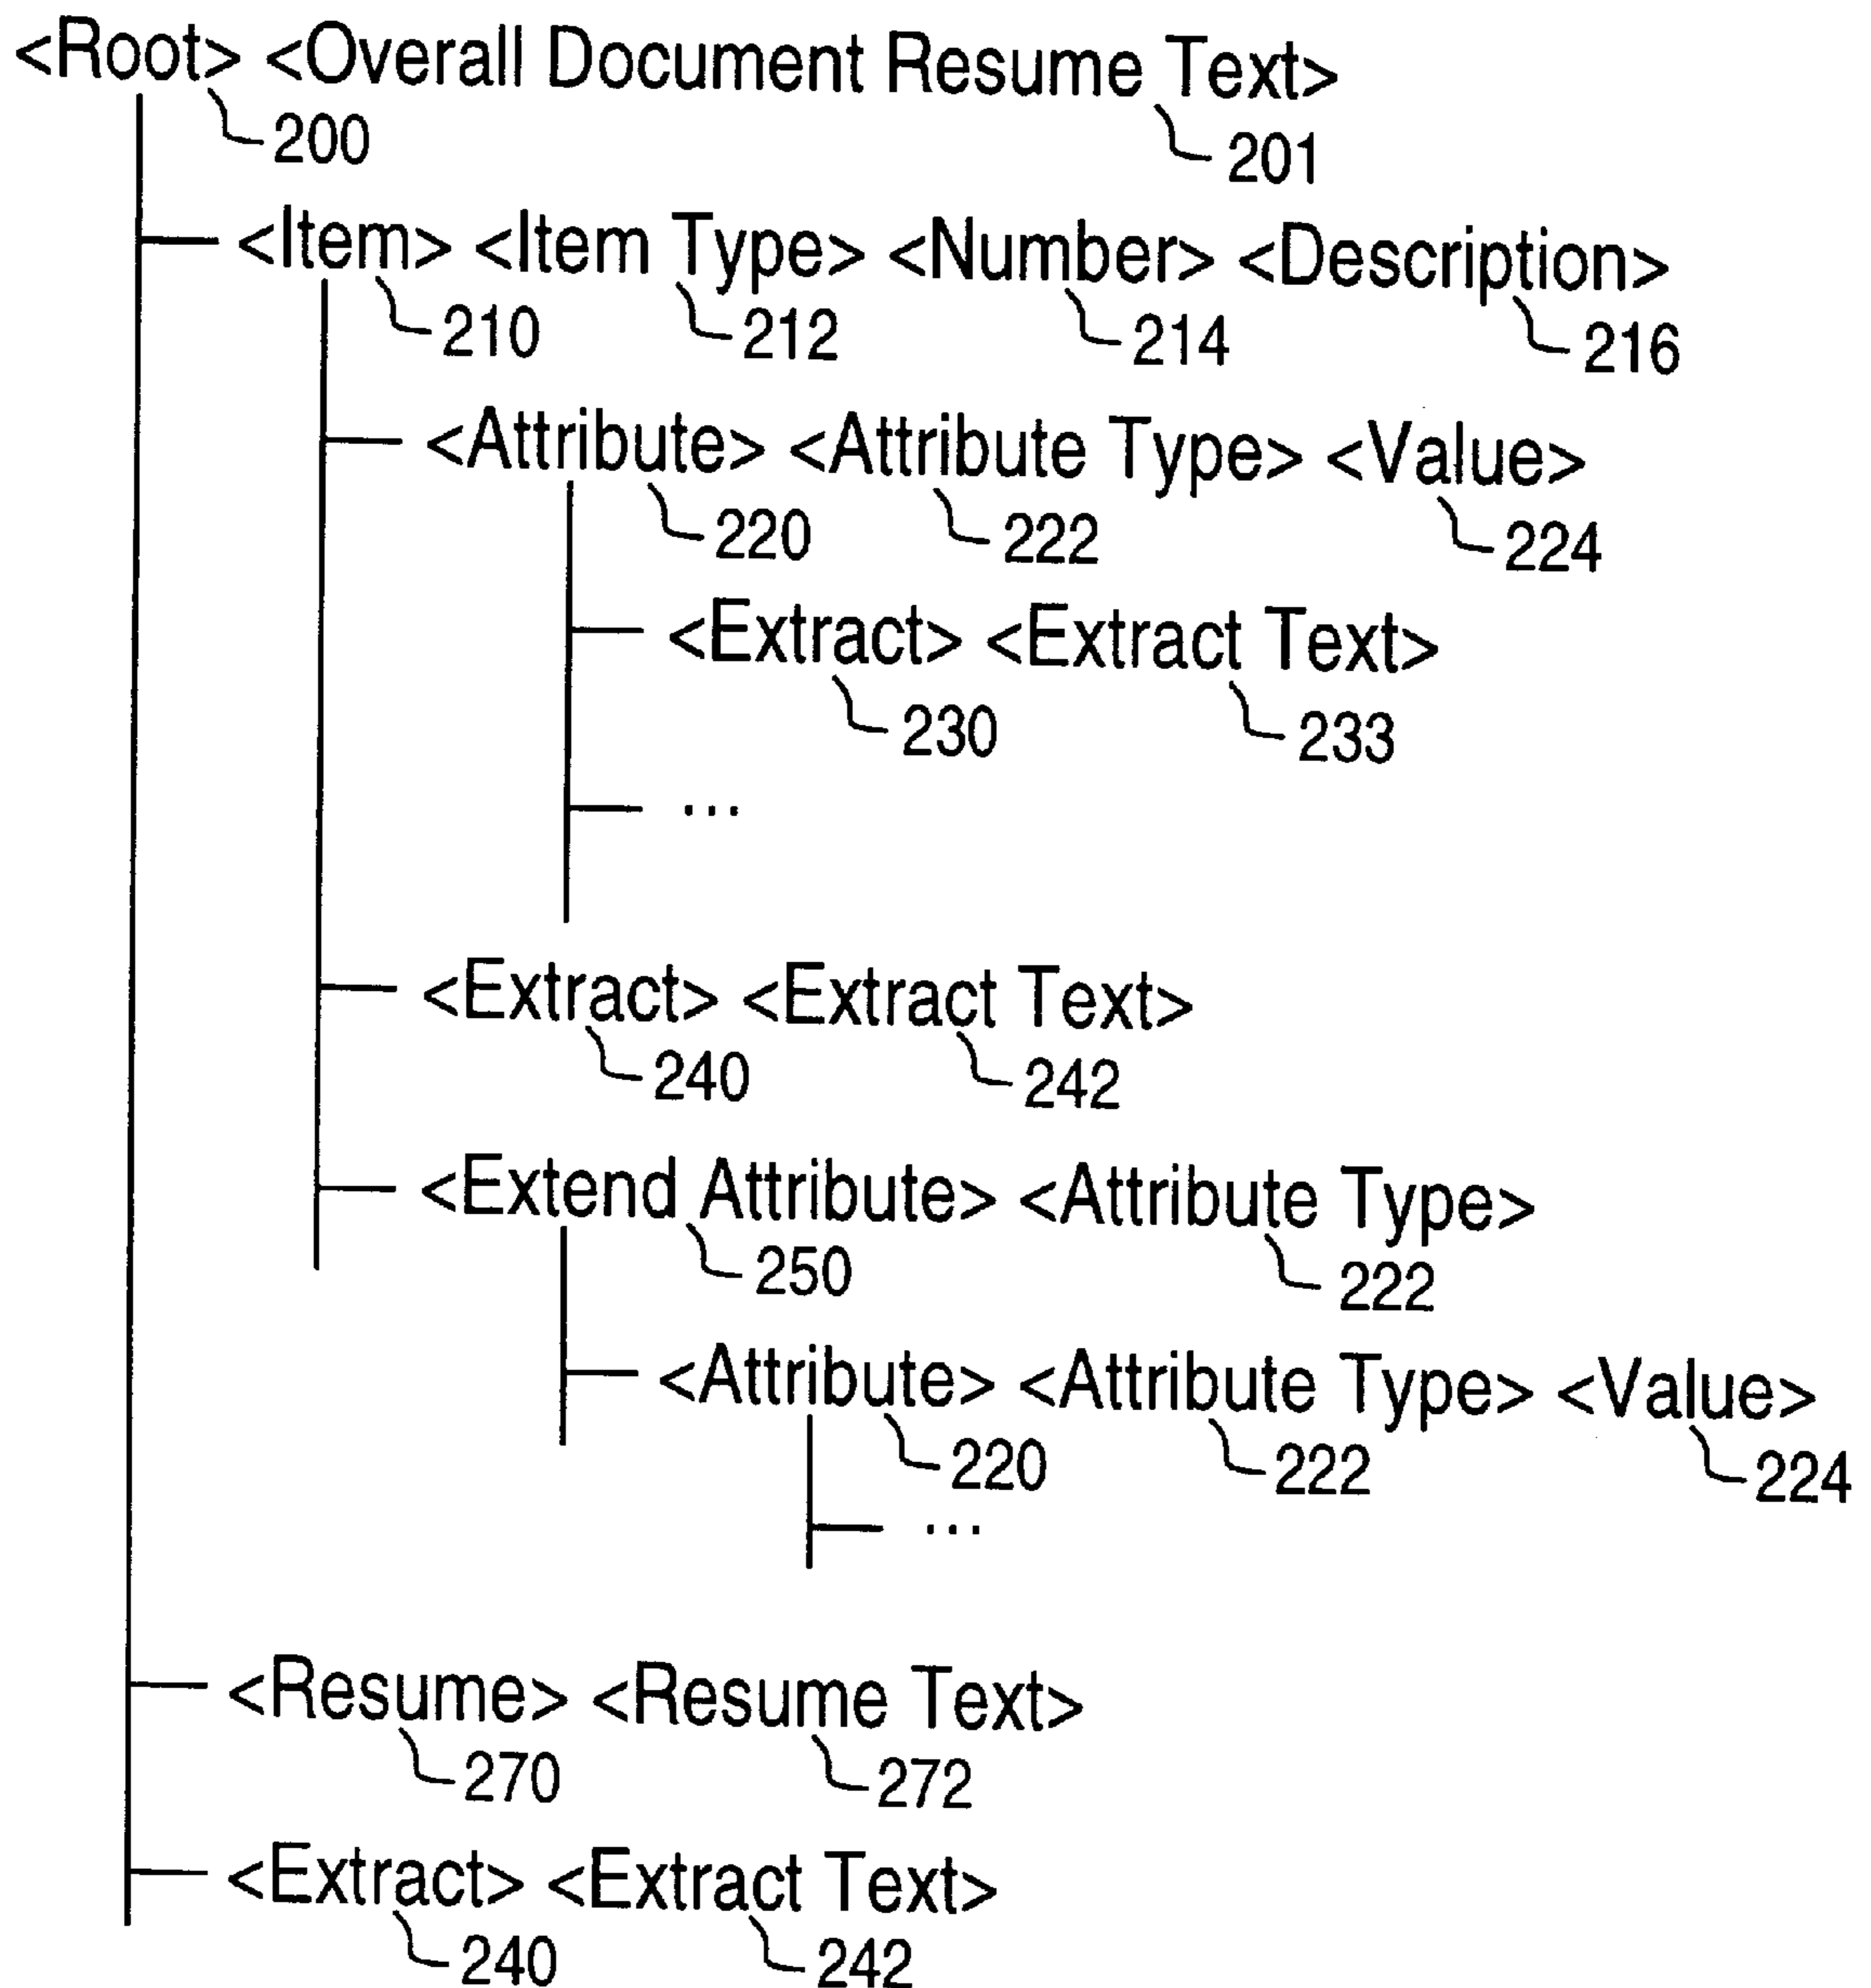 <Root> <Overall Document Resume Text>
200 201
<Item> <Item Type> <Number> <Description>
210 212 214 216
<Attribute> <Attribute Type> <Value>
220 222 224
<Extract> <Extract Text>
230 233
...
<Extract> <Extract Text>
240 242
<Extend Attribute> <Attribute Type>
250 222
<Attribute> <Attribute Type> <Value>
220 222 224
...
<Resume> <Resume Text>
270 272
<Extract> <Extract Text>
240 242